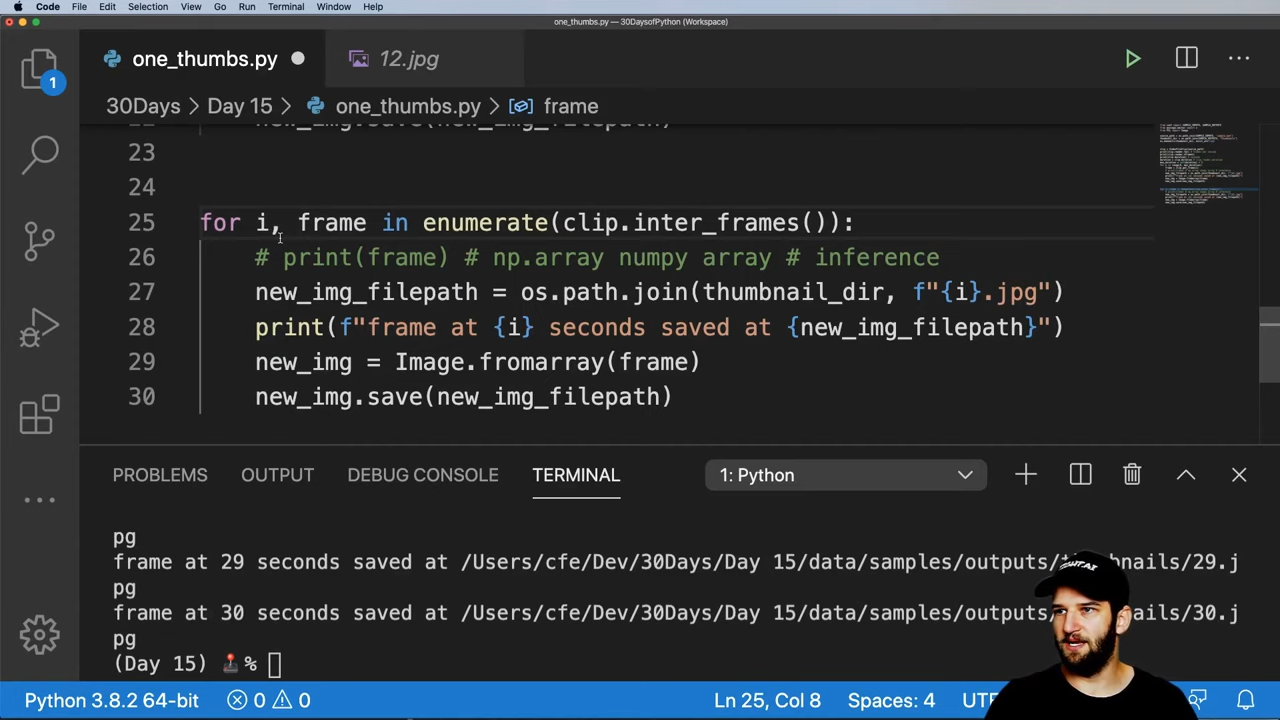 Code File Edit Selection View Go Run Terminal Window Help
one_thumbs.py — 30DaysofPython (Workspace)
1
one_thumbs.py 12.jpg
30Days > Day 15 > one_thumbs.py > frame
22 new_img.save(new_img_filepath)
23
24
25 for i, frame in enumerate(clip.inter_frames()):
26 # print(frame) # np.array numpy array # inference
27 new_img_filepath = os.path.join(thumbnail_dir, f"{i}.jpg")
28 print(f"frame at {i} seconds saved at {new_img_filepath}")
29 new_img = Image.fromarray(frame)
30 new_img.save(new_img_filepath)
PROBLEMS OUTPUT DEBUG CONSOLE TERMINAL 1: Python
pg
frame at 29 seconds saved at /Users/cfe/Dev/30Days/Day 15/data/samples/outputs/thumbnails/29.j
pg
frame at 30 seconds saved at /Users/cfe/Dev/30Days/Day 15/data/samples/outputs/thumbnails/30.j
pg
(Day 15) %
Python 3.8.2 64-bit 0 0 Ln 25, Col 8 Spaces: 4